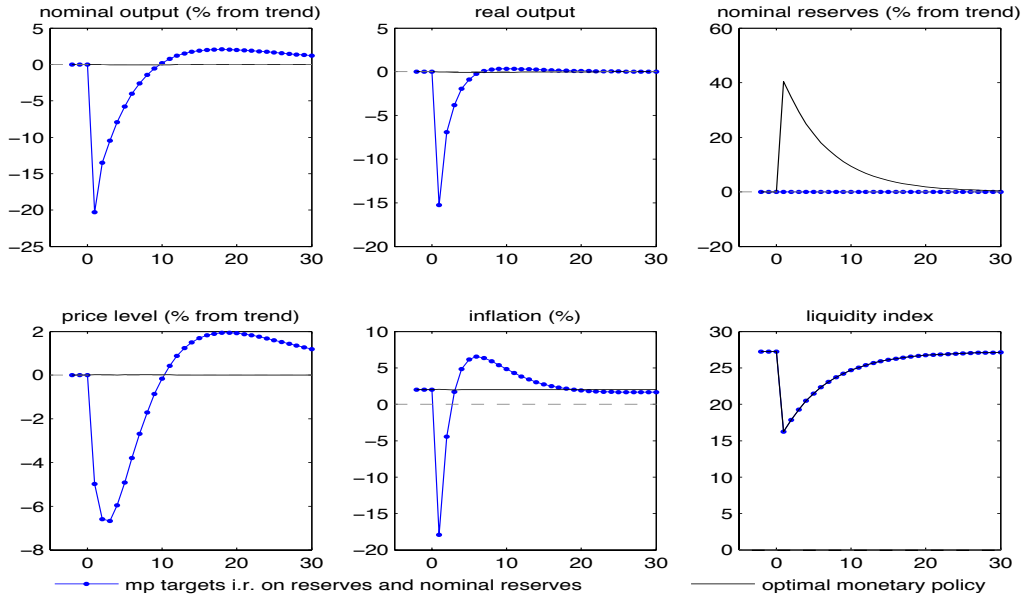 nominal output (% from trend)
5
0
−5
−10
−15
−20
−25
0 10 20 30
real output
5
0
−5
−10
−15
−20
0 10 20 30
nominal reserves (% from trend)
60
40
20
0
−20
0 10 20 30
price level (% from trend)
2
0
−2
−4
−6
−8
0 10 20 30
inflation (%)
10
5
0
−5
−10
−15
−20
0 10 20 30
liquidity index
30
25
20
15
10
5
0
0 10 20 30
mp targets i.r. on reserves and nominal reserves
optimal monetary policy